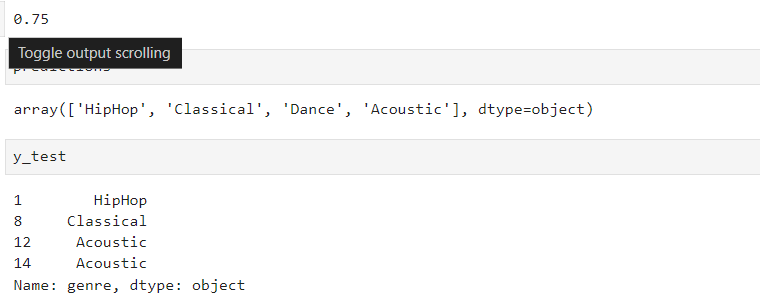 0.75
Toggle output scrolling
predictions
array(['HipHop', 'Classical', 'Dance', 'Acoustic'], dtype=object)
y_test
1 HipHop
8 Classical
12 Acoustic
14 Acoustic
Name: genre, dtype: object